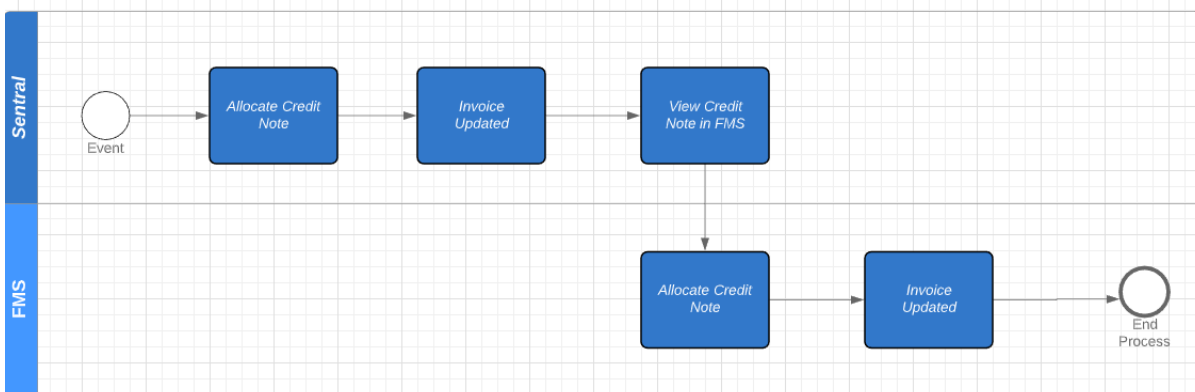 Sentral
Event
Allocate Credit
Note
Invoice
Updated
View Credit
Note in FMS
FMS
Allocate Credit
Note
Invoice
Updated
End
Process